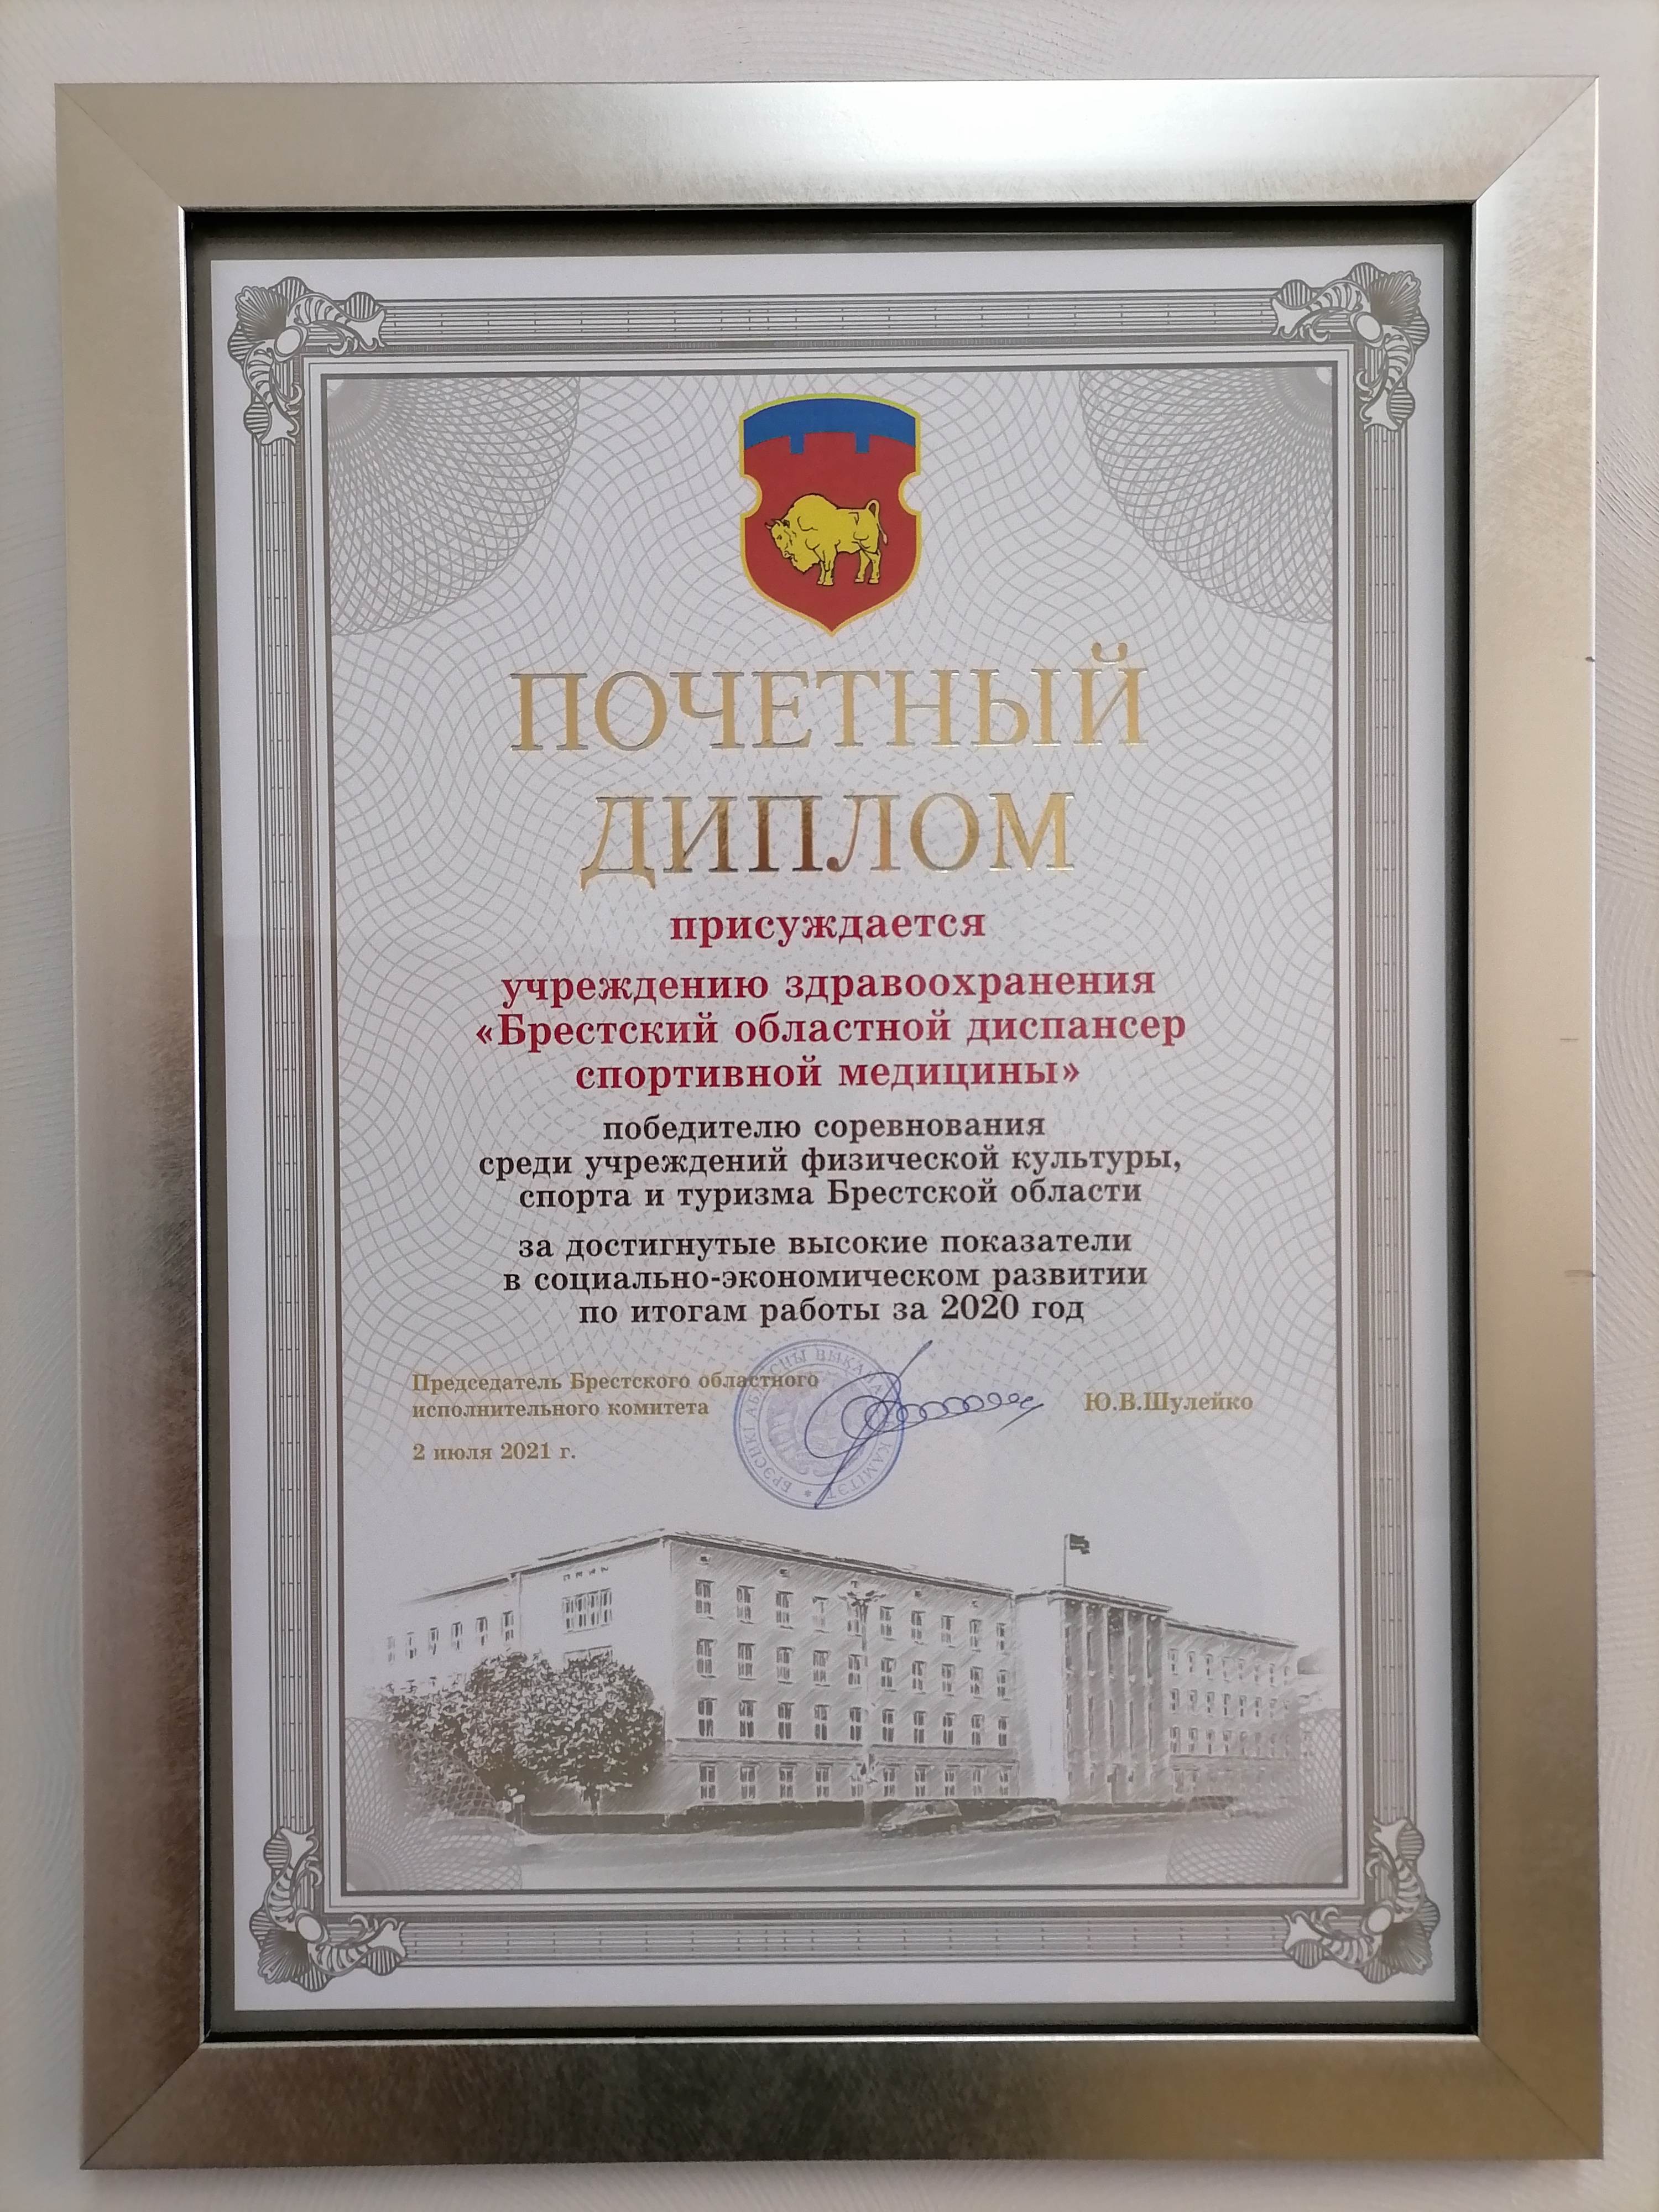 ПОЧЕТНЫЙ
ДИПЛОМ
присуждается
учреждению здравоохранения
«Брестский областной диспансер
спортивной медицины»
победителю соревнования
среди учреждений физической культуры,
спорта и туризма Брестской области
за достигнутые высокие показатели
в социально-экономическом развитии
по итогам работы за 2020 год
Председатель Брестского областного
исполнительного комитета
Ю.В.Шулейко
2 июля 2021 г.
БРЭСЦКІ КАМІТЭТ